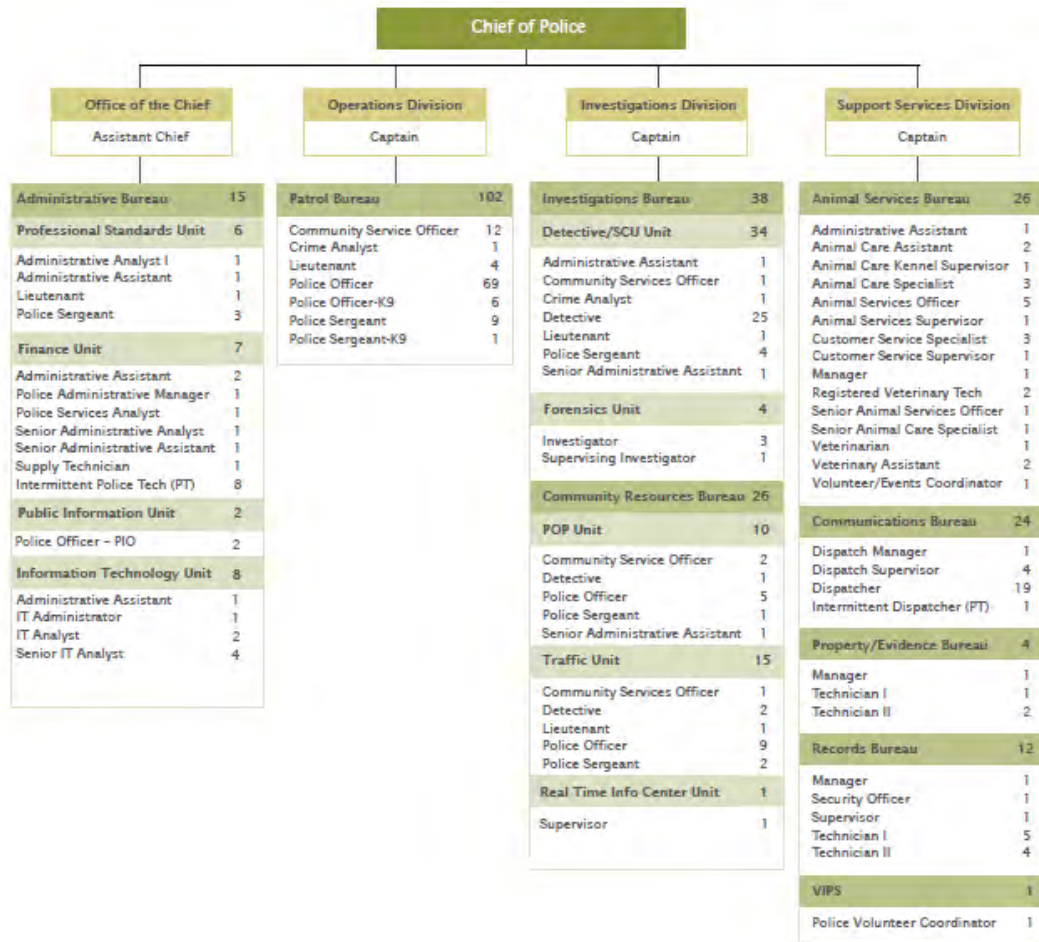 Chief of Police
Office of the Chief
Assistant Chief
Administrative Bureau 15
Professional Standards Unit 6
Administrative Analyst I 1
Administrative Assistant 1
Lieutenant 1
Police Sergeant 3
Finance Unit 7
Administrative Assistant 2
Police Administrative Manager 1
Police Services Analyst 1
Senior Administrative Analyst 1
Senior Administrative Assistant 1
Supply Technician 1
Intermittent Police Tech (PT) 8
Public Information Unit 2
Police Officer – PIO 2
Information Technology Unit 8
Administrative Assistant 1
IT Administrator 1
IT Analyst 2
Senior IT Analyst 4
Operations Division
Captain
Patrol Bureau 102
Community Service Officer 12
Crime Analyst 1
Lieutenant 4
Police Officer 69
Police Officer-K9 6
Police Sergeant 9
Police Sergeant-K9 1
Investigations Division
Captain
Investigations Bureau 38
Detective/SCU Unit 34
Administrative Assistant 1
Community Services Officer 1
Crime Analyst 1
Detective 25
Lieutenant 1
Police Sergeant 4
Senior Administrative Assistant 1
Forensics Unit 4
Investigator 3
Supervising Investigator 1
Community Resources Bureau 26
POP Unit 10
Community Service Officer 2
Detective 1
Police Officer 5
Police Sergeant 1
Senior Administrative Assistant 1
Traffic Unit 15
Community Services Officer 1
Detective 2
Lieutenant 1
Police Officer 9
Police Sergeant 2
Real Time Info Center Unit 1
Supervisor 1
Support Services Division
Captain
Animal Services Bureau 26
Administrative Assistant 1
Animal Care Assistant 2
Animal Care Kennel Supervisor 1
Animal Care Specialist 3
Animal Services Officer 5
Animal Services Supervisor 1
Customer Service Specialist 3
Customer Service Supervisor 1
Manager 1
Registered Veterinary Tech 2
Senior Animal Services Officer 1
Senior Animal Care Specialist 1
Veterinarian 1
Veterinary Assistant 2
Volunteer/Events Coordinator 1
Communications Bureau 24
Dispatch Manager 1
Dispatch Supervisor 4
Dispatcher 19
Intermittent Dispatcher (PT) 1
Property/Evidence Bureau 4
Manager 1
Technician I 1
Technician II 2
Records Bureau 12
Manager 1
Security Officer 1
Supervisor 1
Technician I 5
Technician II 4
VIPS 1
Police Volunteer Coordinator 1